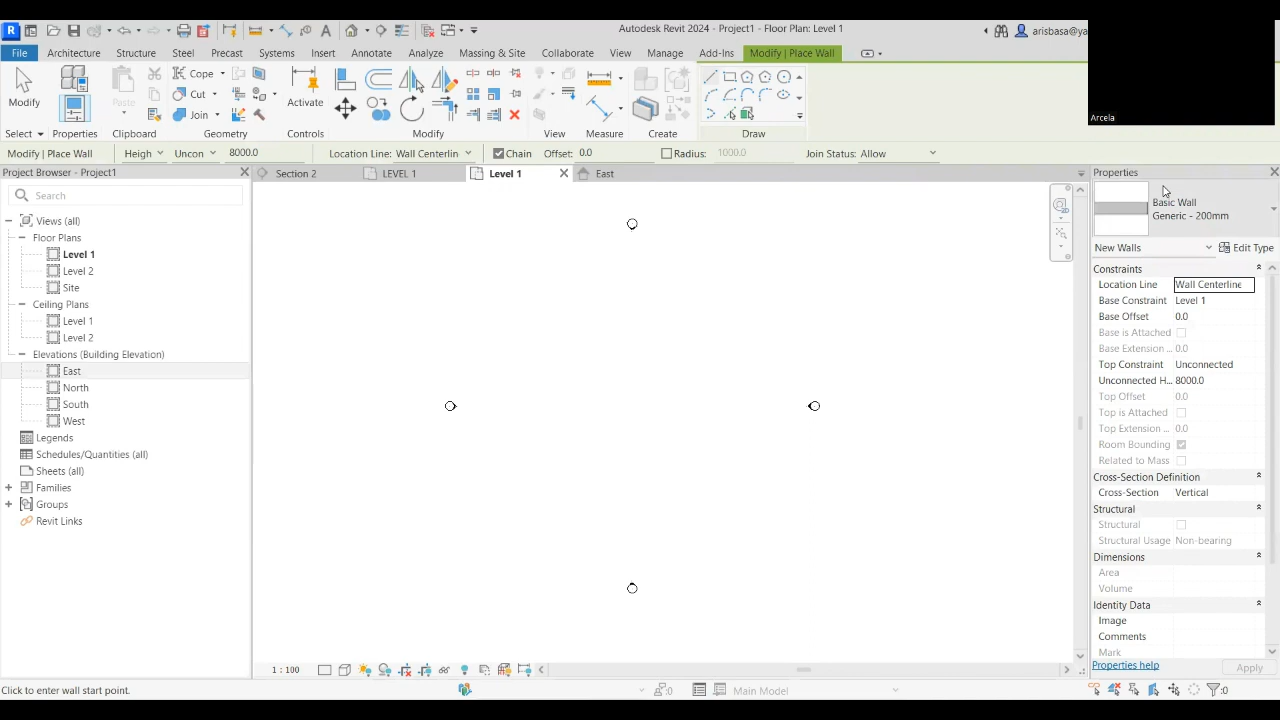 Autodesk Revit 2024 - Project1 - Floor Plan: Level 1
arisbasa@ya
File Architecture Structure Steel Precast Systems Insert Annotate Analyze Massing & Site Collaborate View Manage Add-Ins Modify | Place Wall
Modify
Paste
Cope
Cut
Join
Activate
Select Properties Clipboard Geometry Controls Modify View Measure Create Draw
Arcela
Modify | Place Wall Heigh Uncon 8000.0 Location Line: Wall Centerlin Chain Offset: 0.0 Radius: 1000.0 Join Status: Allow
Project Browser - Project1
Section 2 LEVEL 1 Level 1 East
Search
Views (all)
Floor Plans
Level 1
Level 2
Site
Ceiling Plans
Level 1
Level 2
Elevations (Building Elevation)
East
North
South
West
Legends
Schedules/Quantities (all)
Sheets (all)
Families
Groups
Revit Links
Properties
Basic Wall
Generic - 200mm
New Walls Edit Type
Constraints
Location Line Wall Centerline
Base Constraint Level 1
Base Offset 0.0
Base is Attached
Base Extension ... 0.0
Top Constraint Unconnected
Unconnected H... 8000.0
Top Offset 0.0
Top is Attached
Top Extension ... 0.0
Room Bounding
Related to Mass
Cross-Section Definition
Cross-Section Vertical
Structural
Structural
Structural Usage Non-bearing
Dimensions
Area
Volume
Identity Data
Image
Comments
Mark
Properties help Apply
1 : 100
Click to enter wall start point.
:0
Main Model
:0